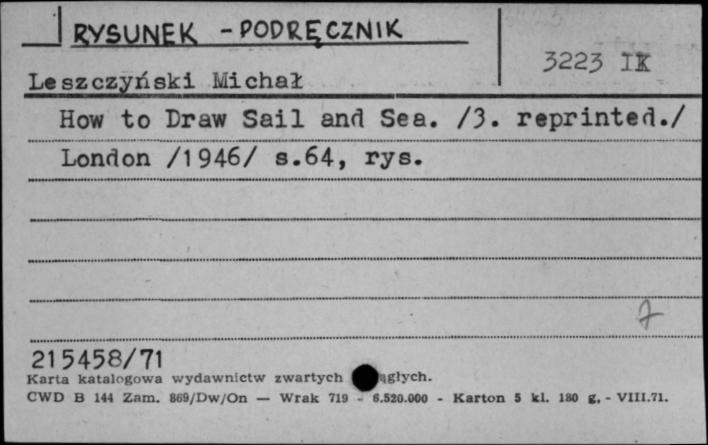 RYSUNEK - PODRĘCZNIK
3223 IK
Leszczyński Michał
How to Draw Sail and Sea. /3. reprinted./
London /1946/ s.64, rys.
215458/71
Karta katalogowa wydawnictw zwartych
CWD B 144 Zam. 869/Dw/On — Wrak 719 - 6.520.000 - Karton 5 kl. 180 g. - VIII.71.